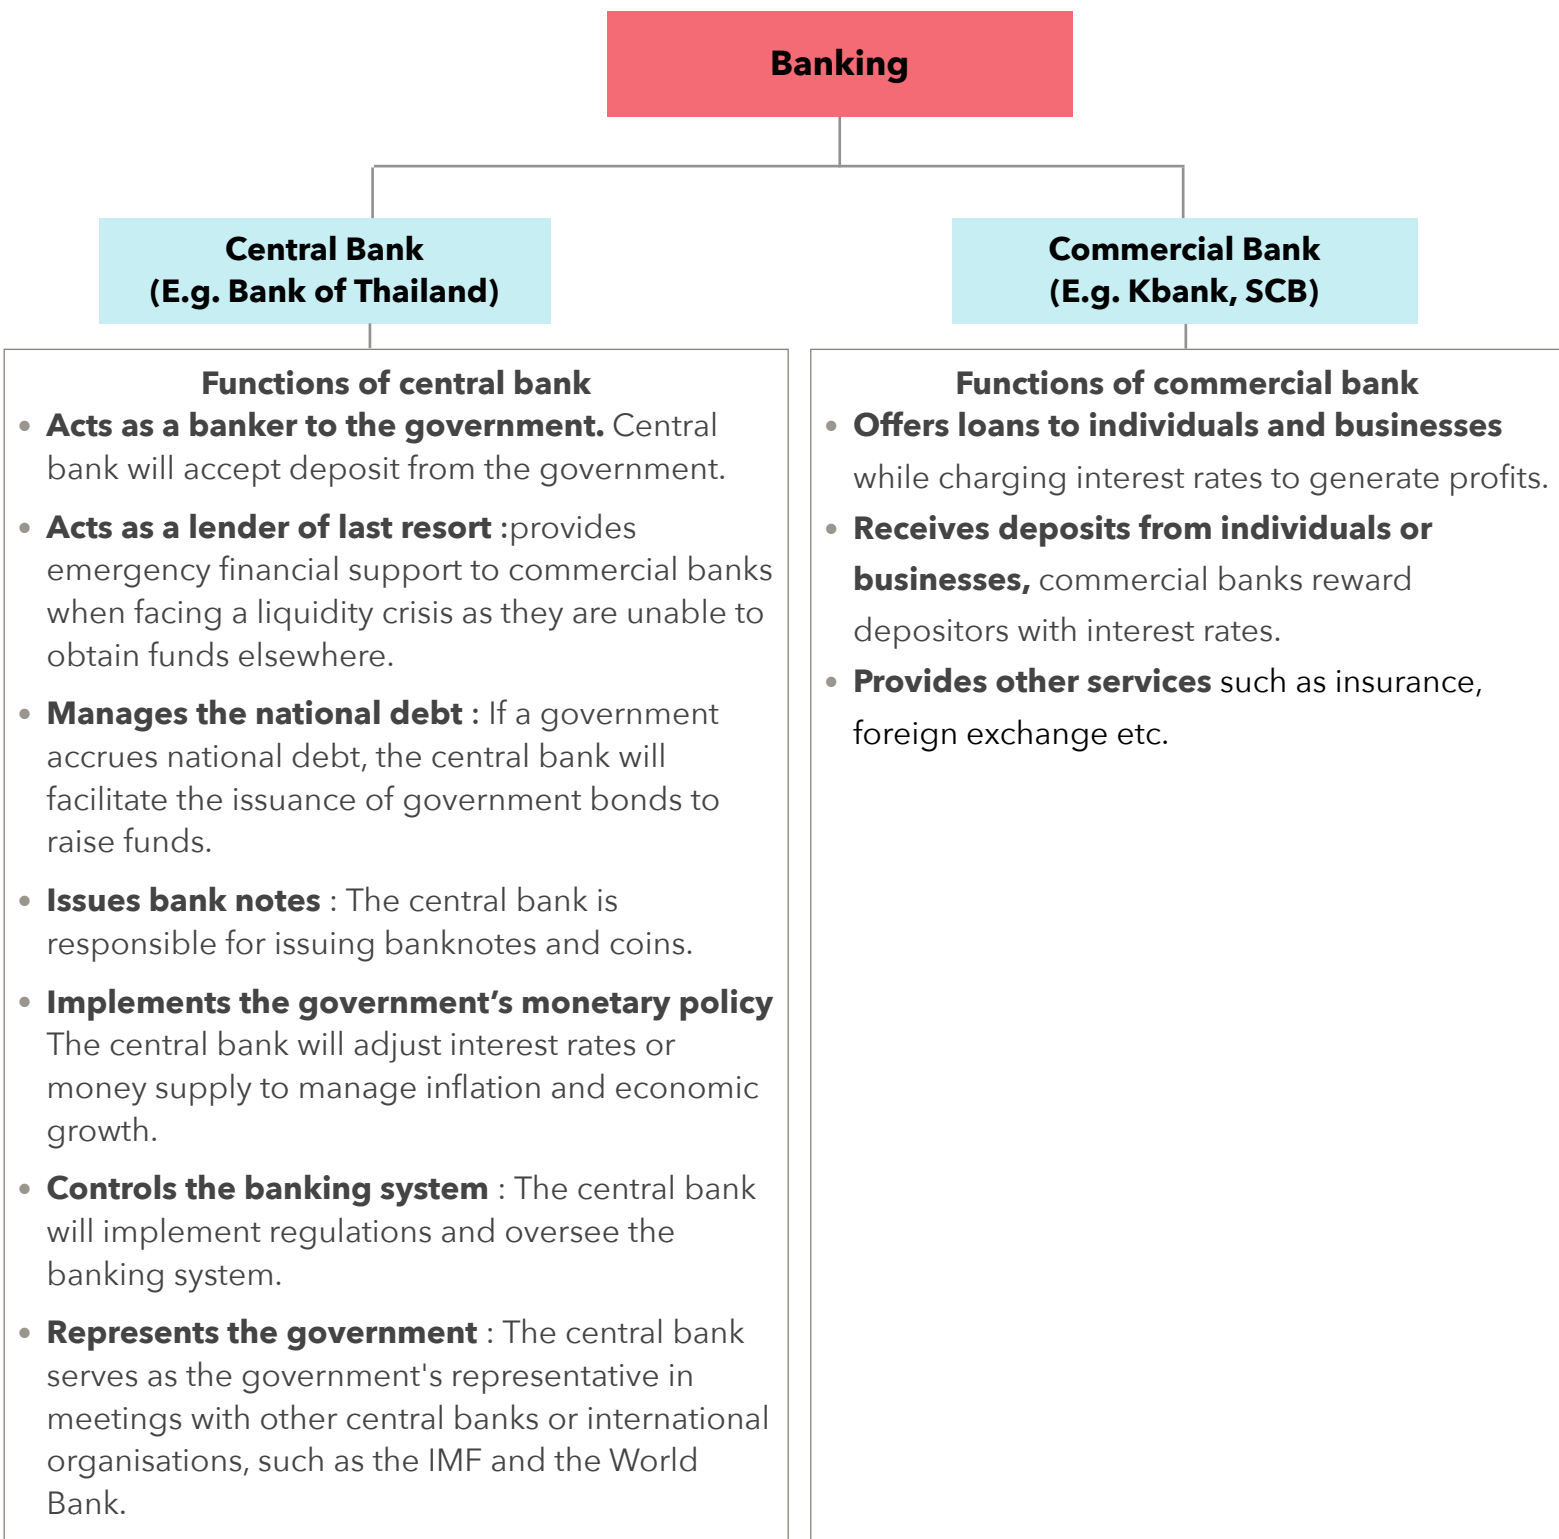 Banking
Central Bank
(E.g. Bank of Thailand)
Commercial Bank
(E.g. Kbank, SCB)
Functions of central bank
• Acts as a banker to the government. Central
bank will accept deposit from the government.
• Acts as a lender of last resort :provides
emergency financial support to commercial banks
when facing a liquidity crisis as they are unable to
obtain funds elsewhere.
• Manages the national debt : If a government
accrues national debt, the central bank will
facilitate the issuance of government bonds to
raise funds.
• Issues bank notes : The central bank is
responsible for issuing banknotes and coins.
• Implements the government’s monetary policy
The central bank will adjust interest rates or
money supply to manage inflation and economic
growth.
• Controls the banking system : The central bank
will implement regulations and oversee the
banking system.
• Represents the government : The central bank
serves as the government's representative in
meetings with other central banks or international
organisations, such as the IMF and the World
Bank.
Functions of commercial bank
• Offers loans to individuals and businesses
while charging interest rates to generate profits.
• Receives deposits from individuals or
businesses, commercial banks reward
depositors with interest rates.
• Provides other services such as insurance,
foreign exchange etc.